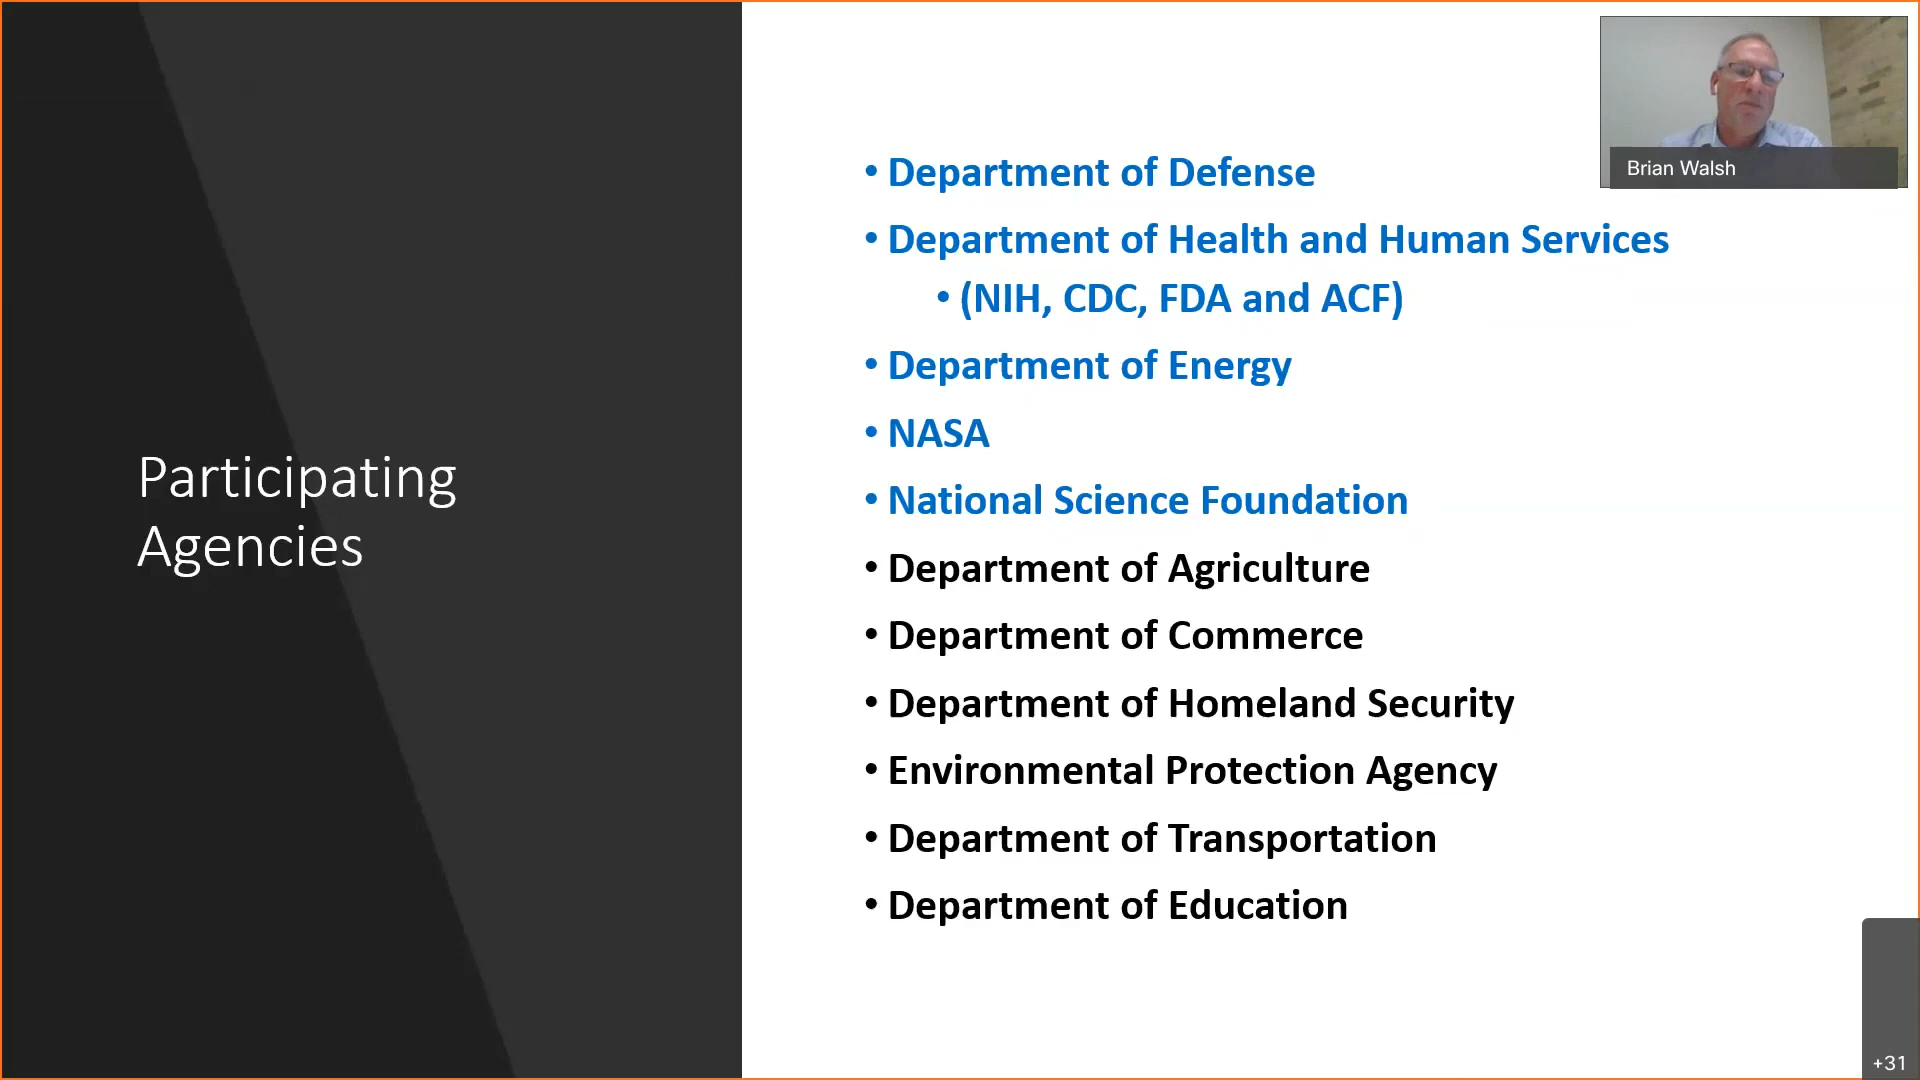 Participating
Agencies
• Department of Defense
• Department of Health and Human Services
• (NIH, CDC, FDA and ACF)
• Department of Energy
• NASA
• National Science Foundation
• Department of Agriculture
• Department of Commerce
• Department of Homeland Security
• Environmental Protection Agency
• Department of Transportation
• Department of Education
Brian Walsh
+31